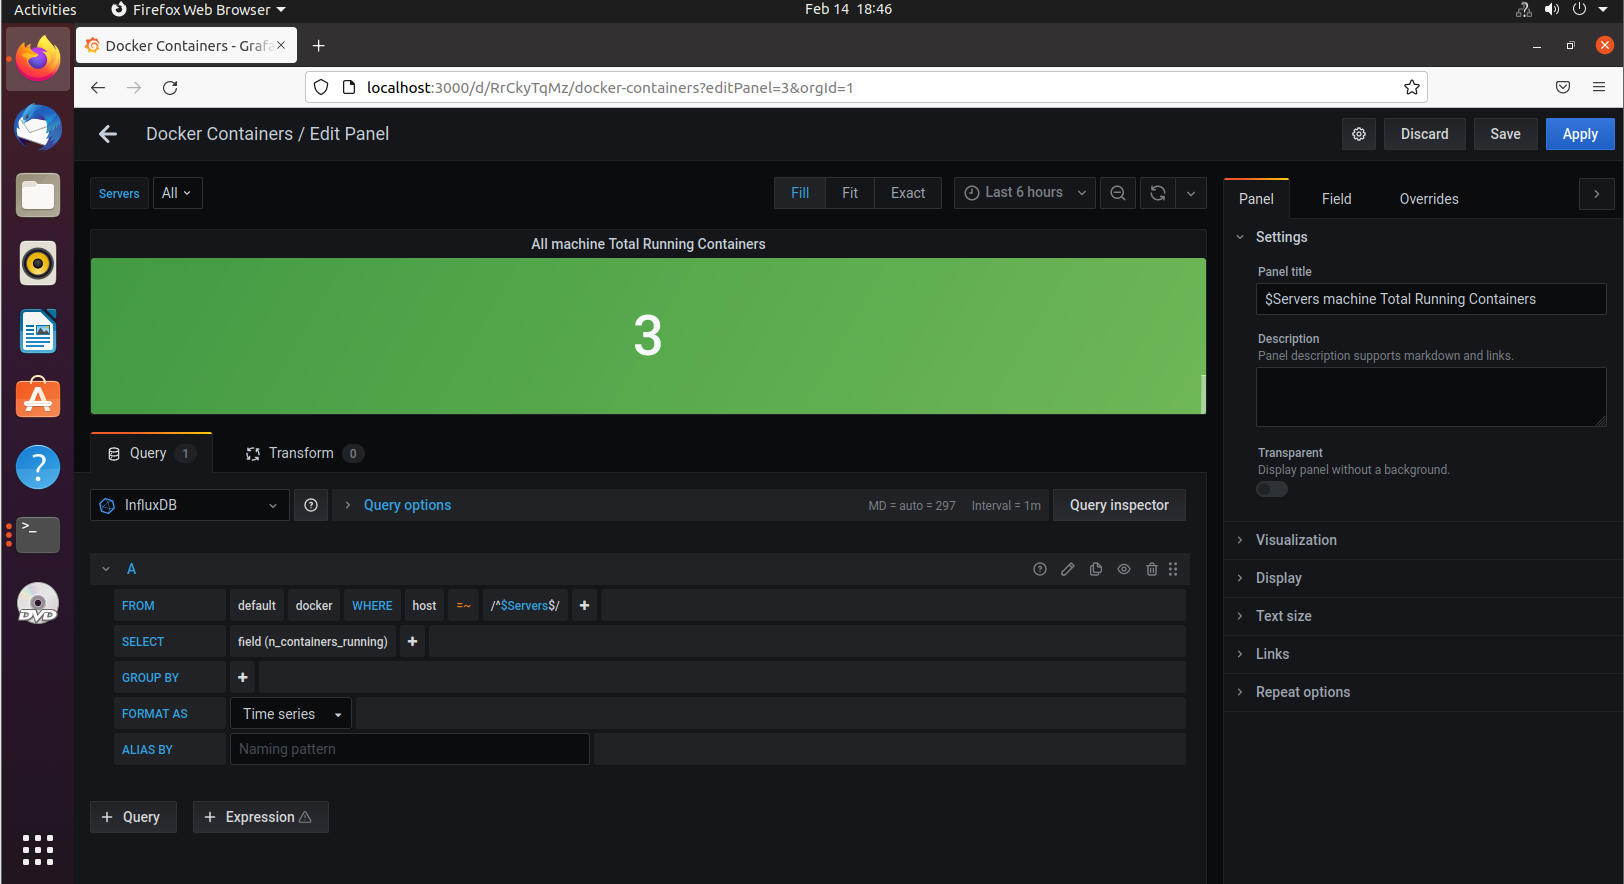 Activities
Firefox Web Browser
Feb 14 18:46
Docker Containers - Grafa
localhost:3000/d/RrCkyTqMz/docker-containers?editPanel=3&orgId=1
Docker Containers / Edit Panel
Discard
Save
Apply
Servers
All
Fill
Fit
Exact
Last 6 hours
All machine Total Running Containers
3
Query 1
Transform 0
InfluxDB
Query options
MD = auto = 297
Interval = 1m
Query inspector
A
FROM default docker WHERE host =~ /^$Servers$/ +
SELECT field (n_containers_running) +
GROUP BY +
FORMAT AS Time series
ALIAS BY Naming pattern
+ Query
+ Expression
Panel
Field
Overrides
Settings
Panel title
$Servers machine Total Running Containers
Description
Panel description supports markdown and links.
Transparent
Display panel without a background.
Visualization
Display
Text size
Links
Repeat options
>_
DVD